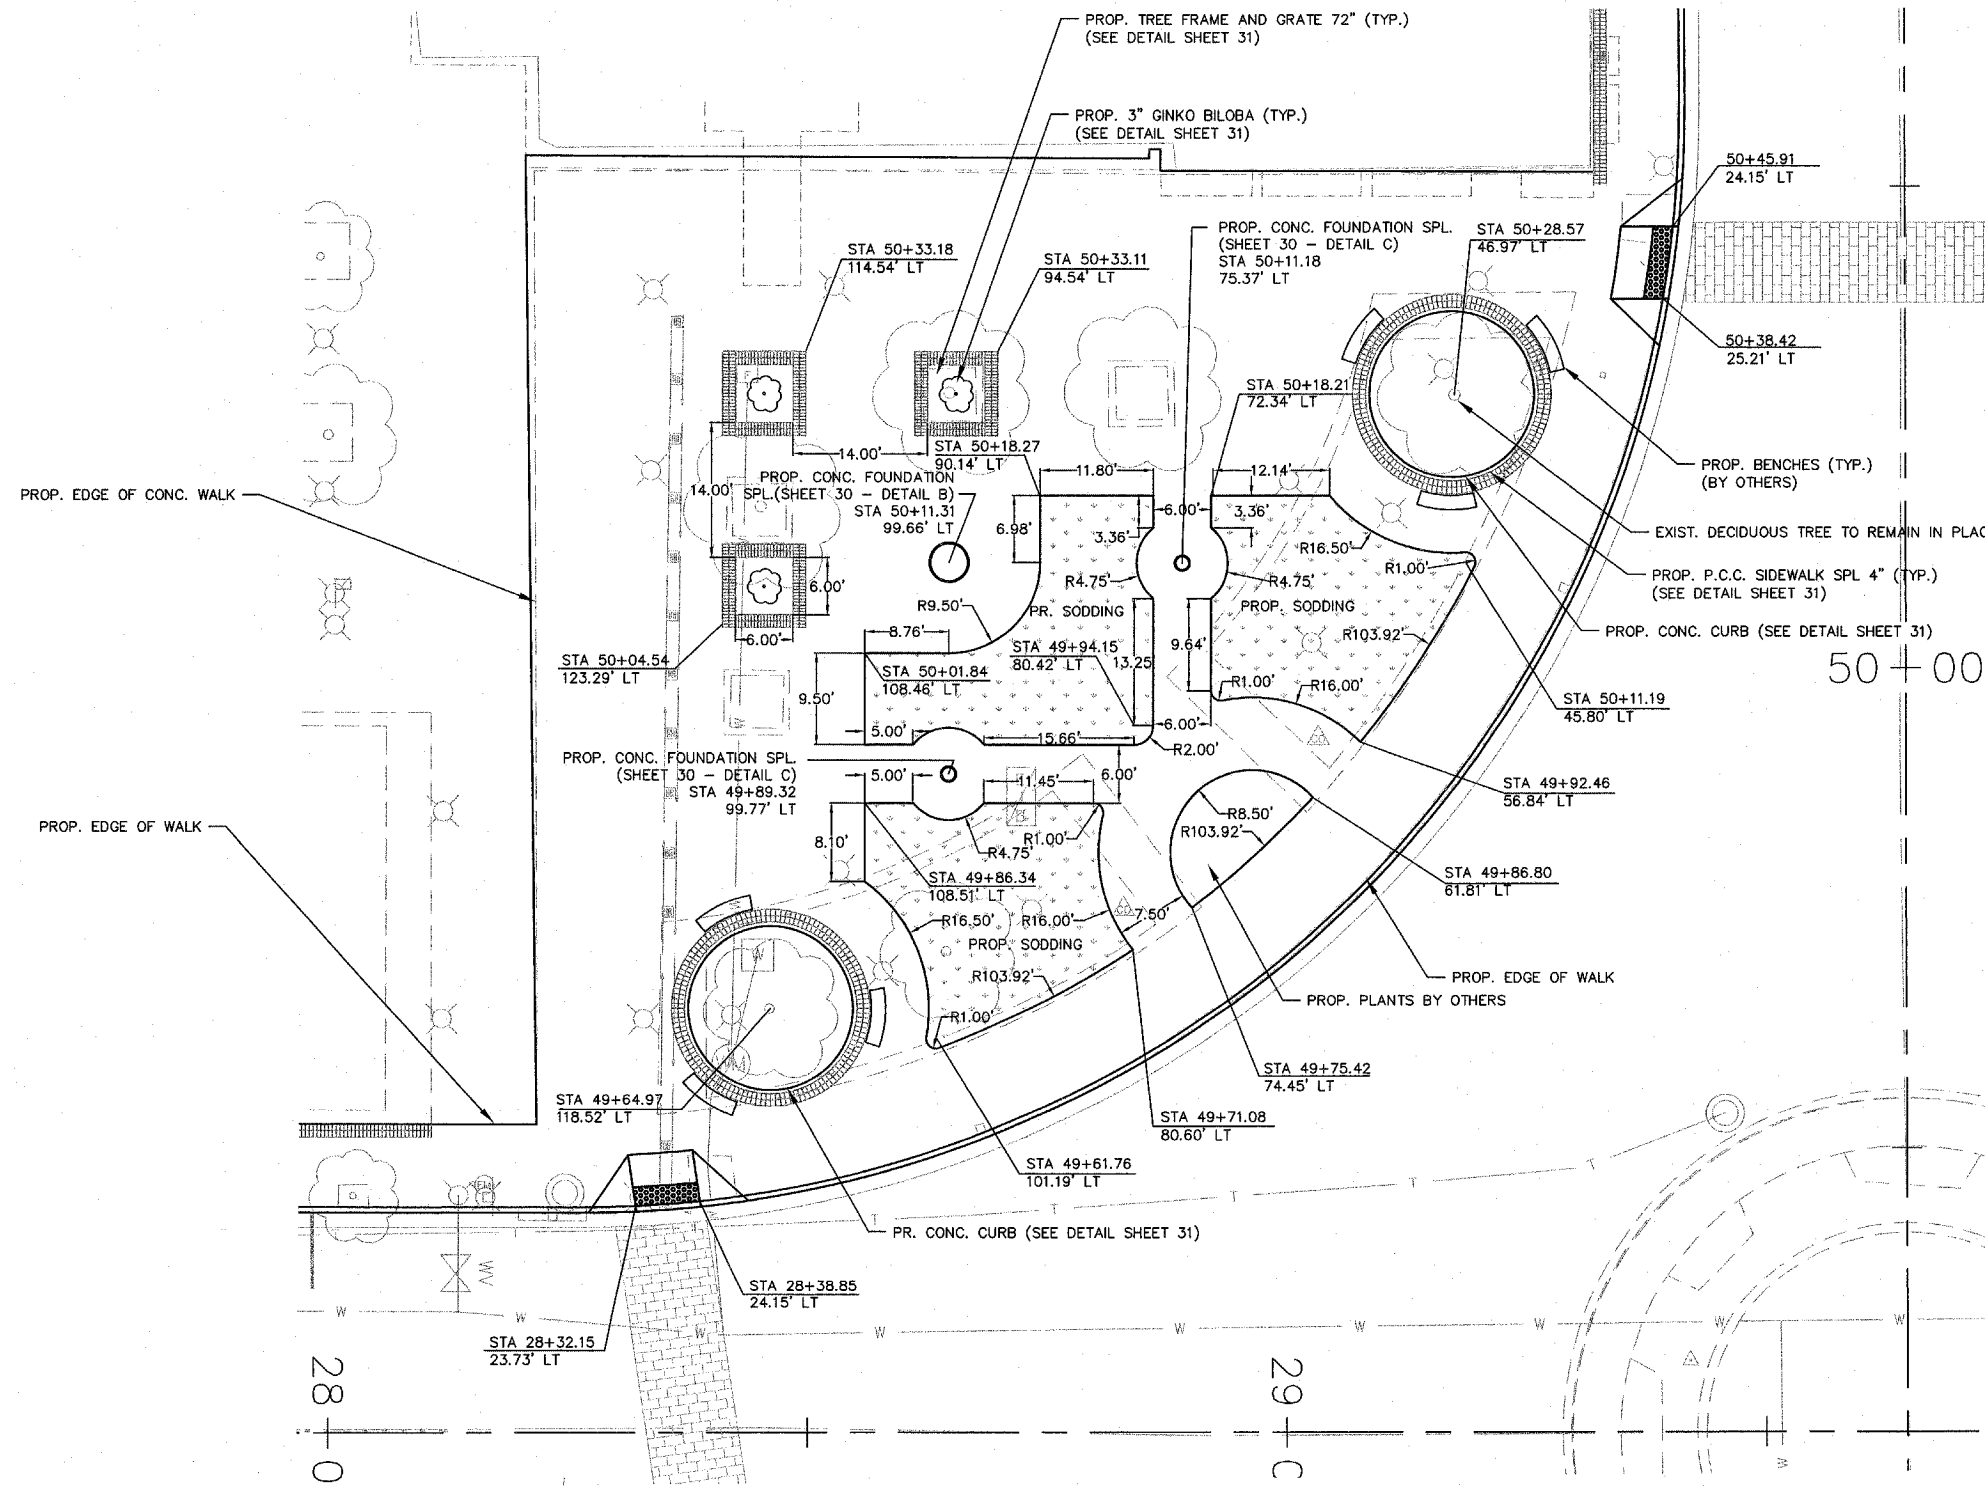 PROP. TREE FRAME AND GRATE 72" (TYP.)
(SEE DETAIL SHEET 31)
PROP. 3" GINKO BILOBA (TYP.)
(SEE DETAIL SHEET 31)
50+45.91
24.15' LT
PROP. CONC. FOUNDATION SPL.
(SHEET 30 – DETAIL C)
STA 50+11.18
75.37' LT
STA 50+28.57
46.97' LT
STA 50+33.18
114.54' LT
STA 50+33.11
94.54' LT
50+38.42
25.21' LT
STA 50+18.21
72.34' LT
14.00'
STA 50+18.27
90.14' LT
11.80'
12.14'
PROP. BENCHES (TYP.)
(BY OTHERS)
PROP. EDGE OF CONC. WALK
14.00'
PROP. CONC. FOUNDATION
SPL.(SHEET 30 – DETAIL B)
STA 50+11.31
99.66' LT
6.98'
3.36'
6.00'
3.36'
R16.50'
R1.00'
EXIST. DECIDUOUS TREE TO REMAIN IN PLAC
PROP. P.C.C. SIDEWALK SPL 4" (TYP.)
(SEE DETAIL SHEET 31)
6.00'
6.00'
R4.75'
R4.75'
R9.50'
PR. SODDING
PROP. SODDING
8.76'
R103.92'
PROP. CONC. CURB (SEE DETAIL SHEET 31)
STA 49+94.15
80.42' LT
13.25
9.64'
50+00
STA 50+04.54
123.29' LT
STA 50+01.84
108.46' LT
9.50'
R1.00'
R16.00'
STA 50+11.19
45.80' LT
5.00'
15.66'
6.00'
R2.00'
PROP. CONC. FOUNDATION SPL.
(SHEET 30 – DETAIL C)
STA 49+89.32
99.77' LT
5.00'
11.45'
6.00'
STA 49+92.46
56.84' LT
PROP. EDGE OF WALK
8.10'
R4.75'
R1.00'
R8.50'
R103.92'
STA 49+86.34
108.51' LT
STA 49+86.80
61.81' LT
R16.50'
R16.00'
7.50'
PROP. SODDING
R103.92'
PROP. EDGE OF WALK
PROP. PLANTS BY OTHERS
R1.00'
STA 49+64.97
118.52' LT
STA 49+75.42
74.45' LT
STA 49+71.08
80.60' LT
STA 49+61.76
101.19' LT
PR. CONC. CURB (SEE DETAIL SHEET 31)
STA 28+38.85
24.15' LT
STA 28+32.15
23.73' LT
WV
T T T T T
W W W W W W W W
28
29